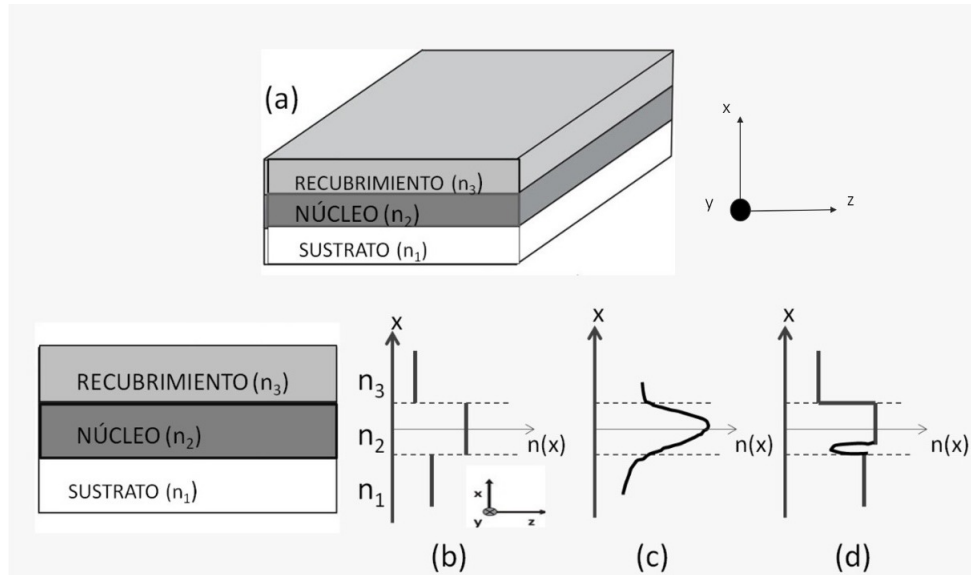 (a)
RECUBRIMIENTO (n₃)
NÚCLEO (n₂)
SUSTRATO (n₁)
x
y
z
RECUBRIMIENTO (n₃)
NÚCLEO (n₂)
SUSTRATO (n₁)
x
n₃
n₂
n₁
n(x)
x
y
z
(b)
x
n(x)
(c)
x
n(x)
(d)